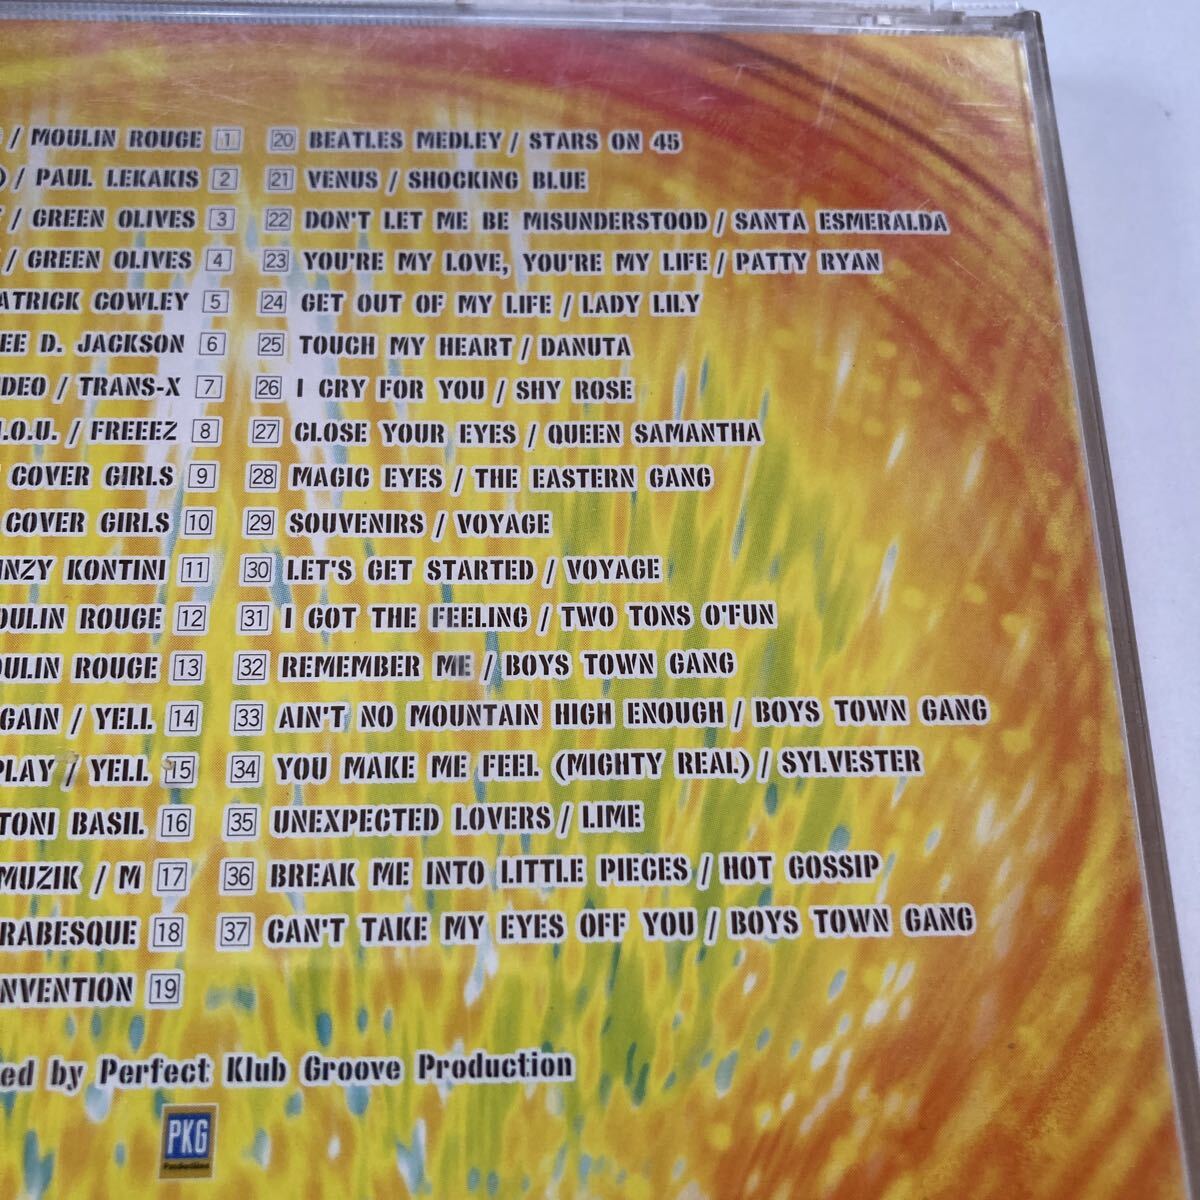 / MOULIN ROUGE 1
) / PAUL LEKAKIS 2
/ GREEN OLIVES 3
/ GREEN OLIVES 4
ATRICK COWLEY 5
EE D. JACKSON 6
IDEO / TRANS-X 7
.O.U. / FREEEZ 8
COVER GIRLS 9
COVER GIRLS 10
NZY KONTINI 11
OULIN ROUGE 12
OULIN ROUGE 13
GAIN / YELL 14
PLAY / YELL 15
TONI BASIL 16
MUZIK / M 17
RABESQUE 18
NVENTION 19
20 BEATLES MEDLEY / STARS ON 45
21 VENUS / SHOCKING BLUE
22 DON'T LET ME BE MISUNDERSTOOD / SANTA ESMERALDA
23 YOU'RE MY LOVE, YOU'RE MY LIFE / PATTY RYAN
24 GET OUT OF MY LIFE / LADY LILY
25 TOUCH MY HEART / DANUTA
26 I CRY FOR YOU / SHY ROSE
27 CLOSE YOUR EYES / QUEEN SAMANTHA
28 MAGIC EYES / THE EASTERN GANG
29 SOUVENIRS / VOYAGE
30 LET'S GET STARTED / VOYAGE
31 I GOT THE FEELING / TWO TONS O'FUN
32 REMEMBER ME / BOYS TOWN GANG
33 AIN'T NO MOUNTAIN HIGH ENOUGH / BOYS TOWN GANG
34 YOU MAKE ME FEEL (MIGHTY REAL) / SYLVESTER
35 UNEXPECTED LOVERS / LIME
36 BREAK ME INTO LITTLE PIECES / HOT GOSSIP
37 CAN'T TAKE MY EYES OFF YOU / BOYS TOWN GANG
ed by Perfect Klub Groove Production
PKG
Production